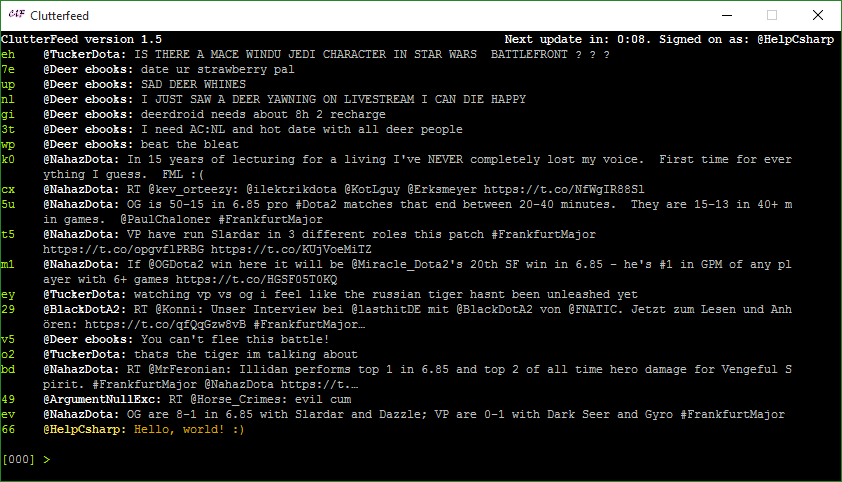 C/F Clutterfeed
ClutterFeed version 1.5 Next update in: 0:08. Signed on as: @HelpCsharp
eh @TuckerDota: IS THERE A MACE WINDU JEDI CHARACTER IN STAR WARS  BATTLEFRONT ? ? ?
7e @Deer ebooks: date ur strawberry pal
up @Deer ebooks: SAD DEER WHINES
nl @Deer ebooks: I JUST SAW A DEER YAWNING ON LIVESTREAM I CAN DIE HAPPY
gi @Deer ebooks: deerdroid needs about 8h 2 recharge
3t @Deer ebooks: I need AC:NL and hot date with all deer people
wp @Deer ebooks: beat the bleat
k0 @NahazDota: In 15 years of lecturing for a living I've NEVER completely lost my voice.  First time for ever
ything I guess.  FML :(
cx @NahazDota: RT @kev_orteezy: @ilektrikdota @KotLguy @Erksmeyer https://t.co/NfWgIR88Sl
5u @NahazDota: OG is 50-15 in 6.85 pro #Dota2 matches that end between 20-40 minutes.  They are 15-13 in 40+ m
in games.  @PaulChaloner #FrankfurtMajor
t5 @NahazDota: VP have run Slardar in 3 different roles this patch #FrankfurtMajor
https://t.co/opgvflPRBG https://t.co/KUjVoeMiTZ
m1 @NahazDota: If @OGDota2 win here it will be @Miracle_Dota2's 20th SF win in 6.85 - he's #1 in GPM of any pl
ayer with 6+ games https://t.co/HGSF05T0KQ
ey @TuckerDota: watching vp vs og i feel like the russian tiger hasnt been unleashed yet
29 @BlackDotA2: RT @Konni: Unser Interview bei @lasthitDE mit @BlackDotA2 von @FNATIC. Jetzt zum Lesen und Anh
ören: https://t.co/qfQqGzw8vB #FrankfurtMajor…
v5 @Deer ebooks: You can't flee this battle!
o2 @TuckerDota: thats the tiger im talking about
bd @NahazDota: RT @MrFeronian: Illidan performs top 1 in 6.85 and top 2 of all time hero damage for Vengeful S
pirit. #FrankfurtMajor @NahazDota https://t.…
49 @ArgumentNullExc: RT @Horse_Crimes: evil cum
ev @NahazDota: OG are 8-1 in 6.85 with Slardar and Dazzle; VP are 0-1 with Dark Seer and Gyro #FrankfurtMajor
66 @HelpCsharp: Hello, world! :)
[000] >